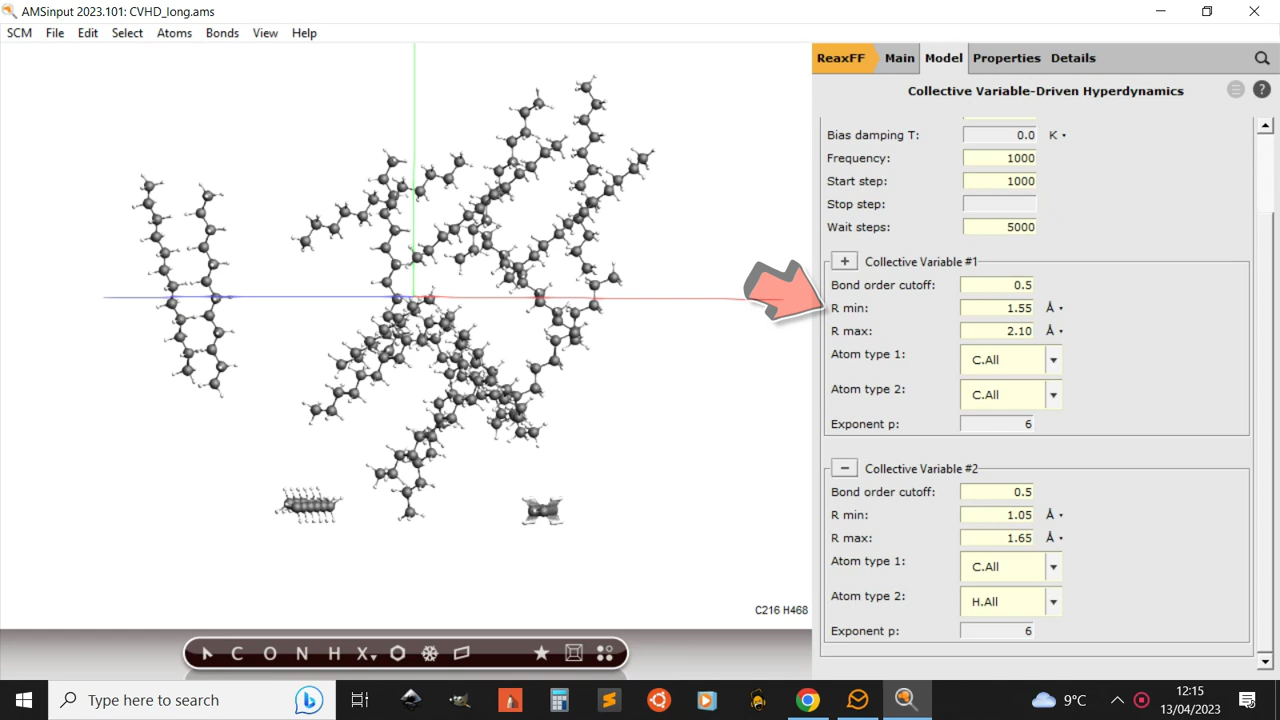 AMSinput 2023.101: CVHD_long.ams
SCM File Edit Select Atoms Bonds View Help
ReaxFF Main Model Properties Details
Collective Variable-Driven Hyperdynamics
?
Bias damping T: 0.0 K
Frequency: 1000
Start step: 1000
Stop step:
Wait steps: 5000
+ Collective Variable #1
Bond order cutoff: 0.5
R min: 1.55 Å
R max: 2.10 Å
Atom type 1: C.All
Atom type 2: C.All
Exponent p: 6
− Collective Variable #2
Bond order cutoff: 0.5
R min: 1.05 Å
R max: 1.65 Å
Atom type 1: C.All
Atom type 2: H.All
Exponent p: 6
C216 H468
C O N H X
Type here to search
9°C
12:15
13/04/2023